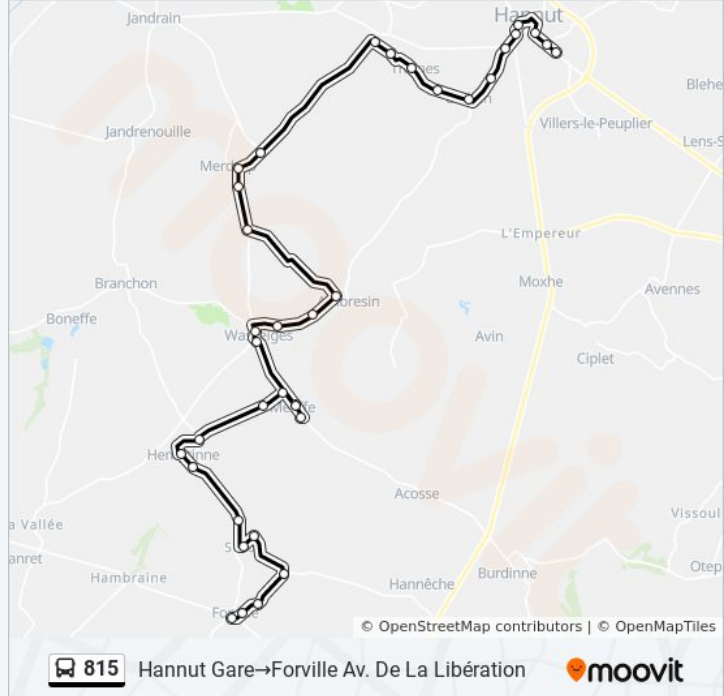 Jandrain
Hannut
Blehe
Jandrenouille
Villers-le-Peuplier
Lens-S
L'Empereur
Branchon
Moxhe
Avennes
Boneffe
Avin
Ciplet
Acosse
a Vallée
Vissoul
anret
Hambraine
Burdinne
Otep
Hannêche
© OpenStreetMap contributors | © OpenMapTiles
815 Hannut Gare→Forville Av. De La Libération
moovit
moovit